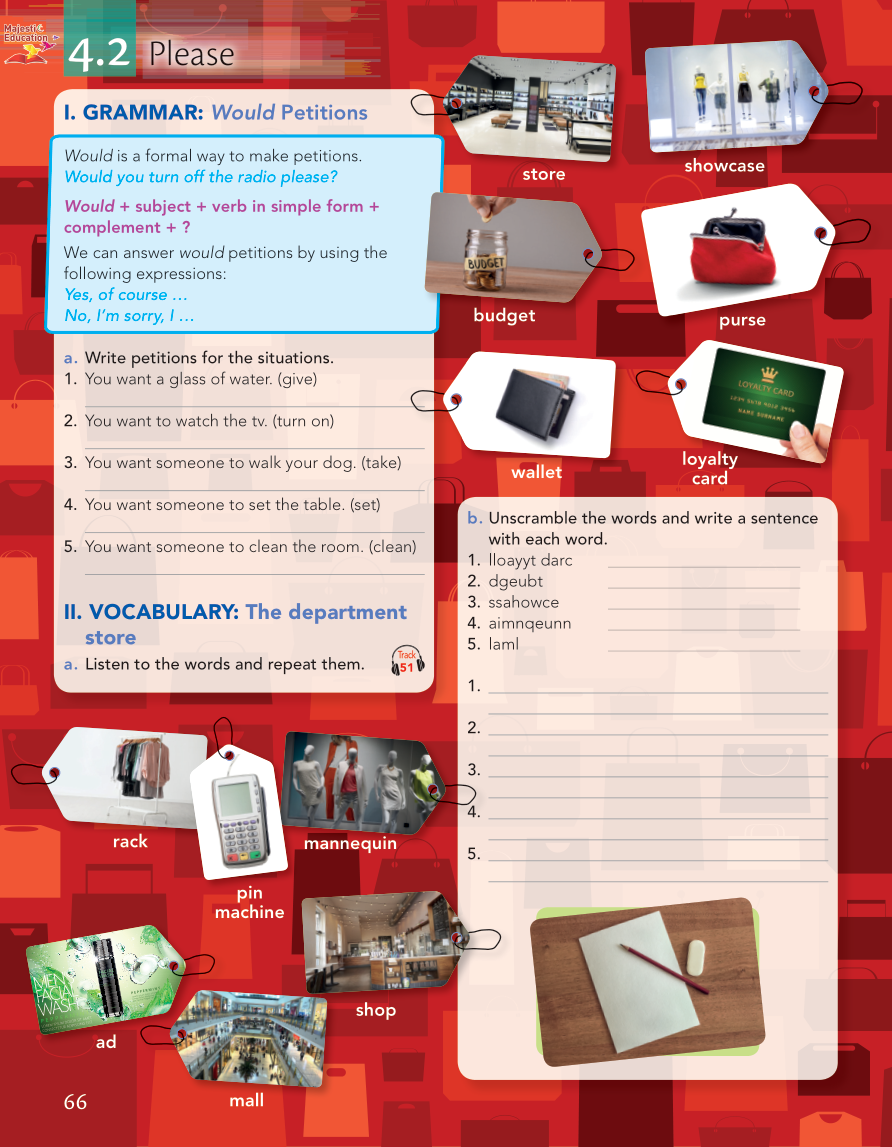 Majestic
Education
4.2 Please
I. GRAMMAR: Would Petitions
Would is a formal way to make petitions.
Would you turn off the radio please?
Would + subject + verb in simple form +
complement + ?
We can answer would petitions by using the
following expressions:
Yes, of course …
No, I'm sorry, I …
a. Write petitions for the situations.
1. You want a glass of water. (give)
2. You want to watch the tv. (turn on)
3. You want someone to walk your dog. (take)
4. You want someone to set the table. (set)
5. You want someone to clean the room. (clean)
II. VOCABULARY: The department
store
a. Listen to the words and repeat them.
Track
51
store
showcase
BUDGET
budget
purse
wallet
LOYALTY CARD
1234 5678 9012 3456
NAME SURNAME
loyalty
card
rack
pin
machine
mannequin
shop
MEN
FACIAL
WASH
PEPPERMINT
ad
mall
b. Unscramble the words and write a sentence
with each word.
1. lloayyt darc
2. dgeubt
3. ssahowce
4. aimnqeunn
5. laml
1.
2.
3.
4.
5.
66